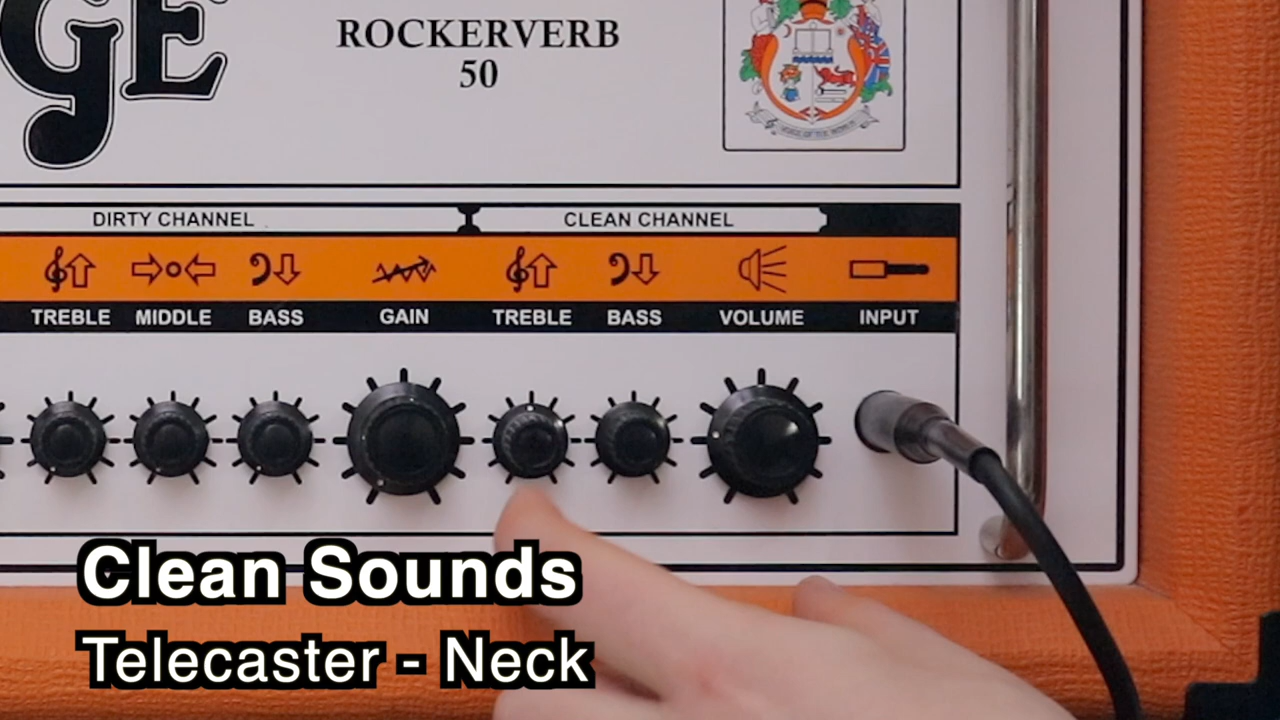 GE
ROCKERVERB
50
DIRTY CHANNEL
CLEAN CHANNEL
TREBLE MIDDLE BASS GAIN TREBLE BASS VOLUME INPUT
Clean Sounds
Telecaster - Neck